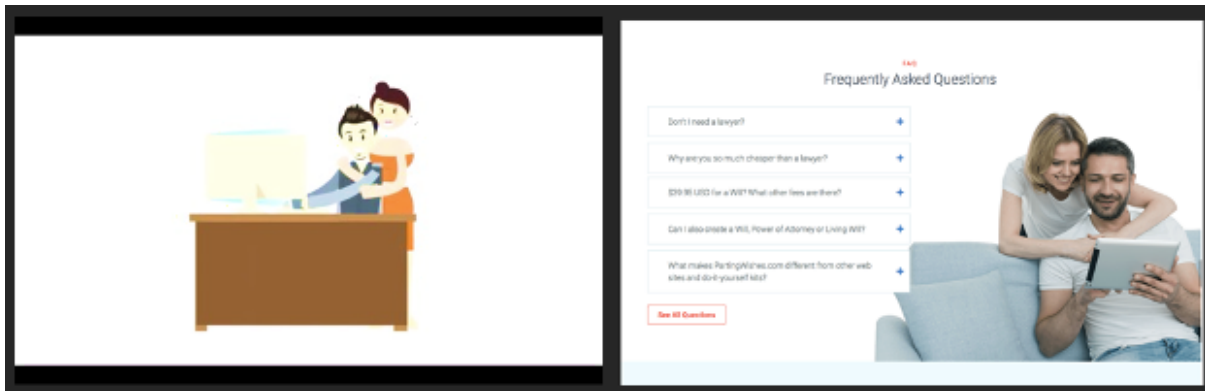 FAQ
Frequently Asked Questions
Don't I need a lawyer?
Why are you so much cheaper than a lawyer?
$39.95 USD for a Will? What other fees are there?
Can I also create a Will, Power of Attorney or Living Will?
What makes PartingWishes.com different from other web
sites and do-it-yourself kits?
See All Questions